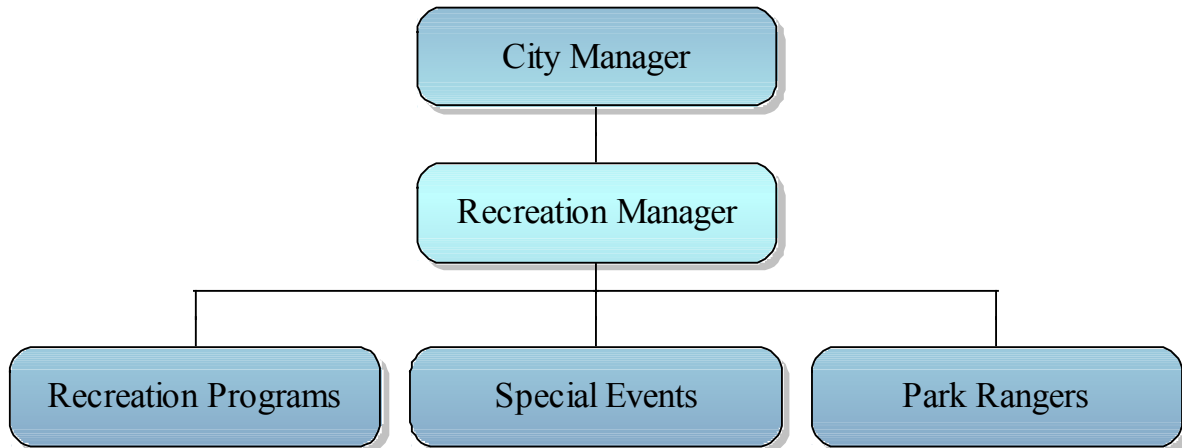 City Manager
Recreation Manager
Recreation Programs
Special Events
Park Rangers